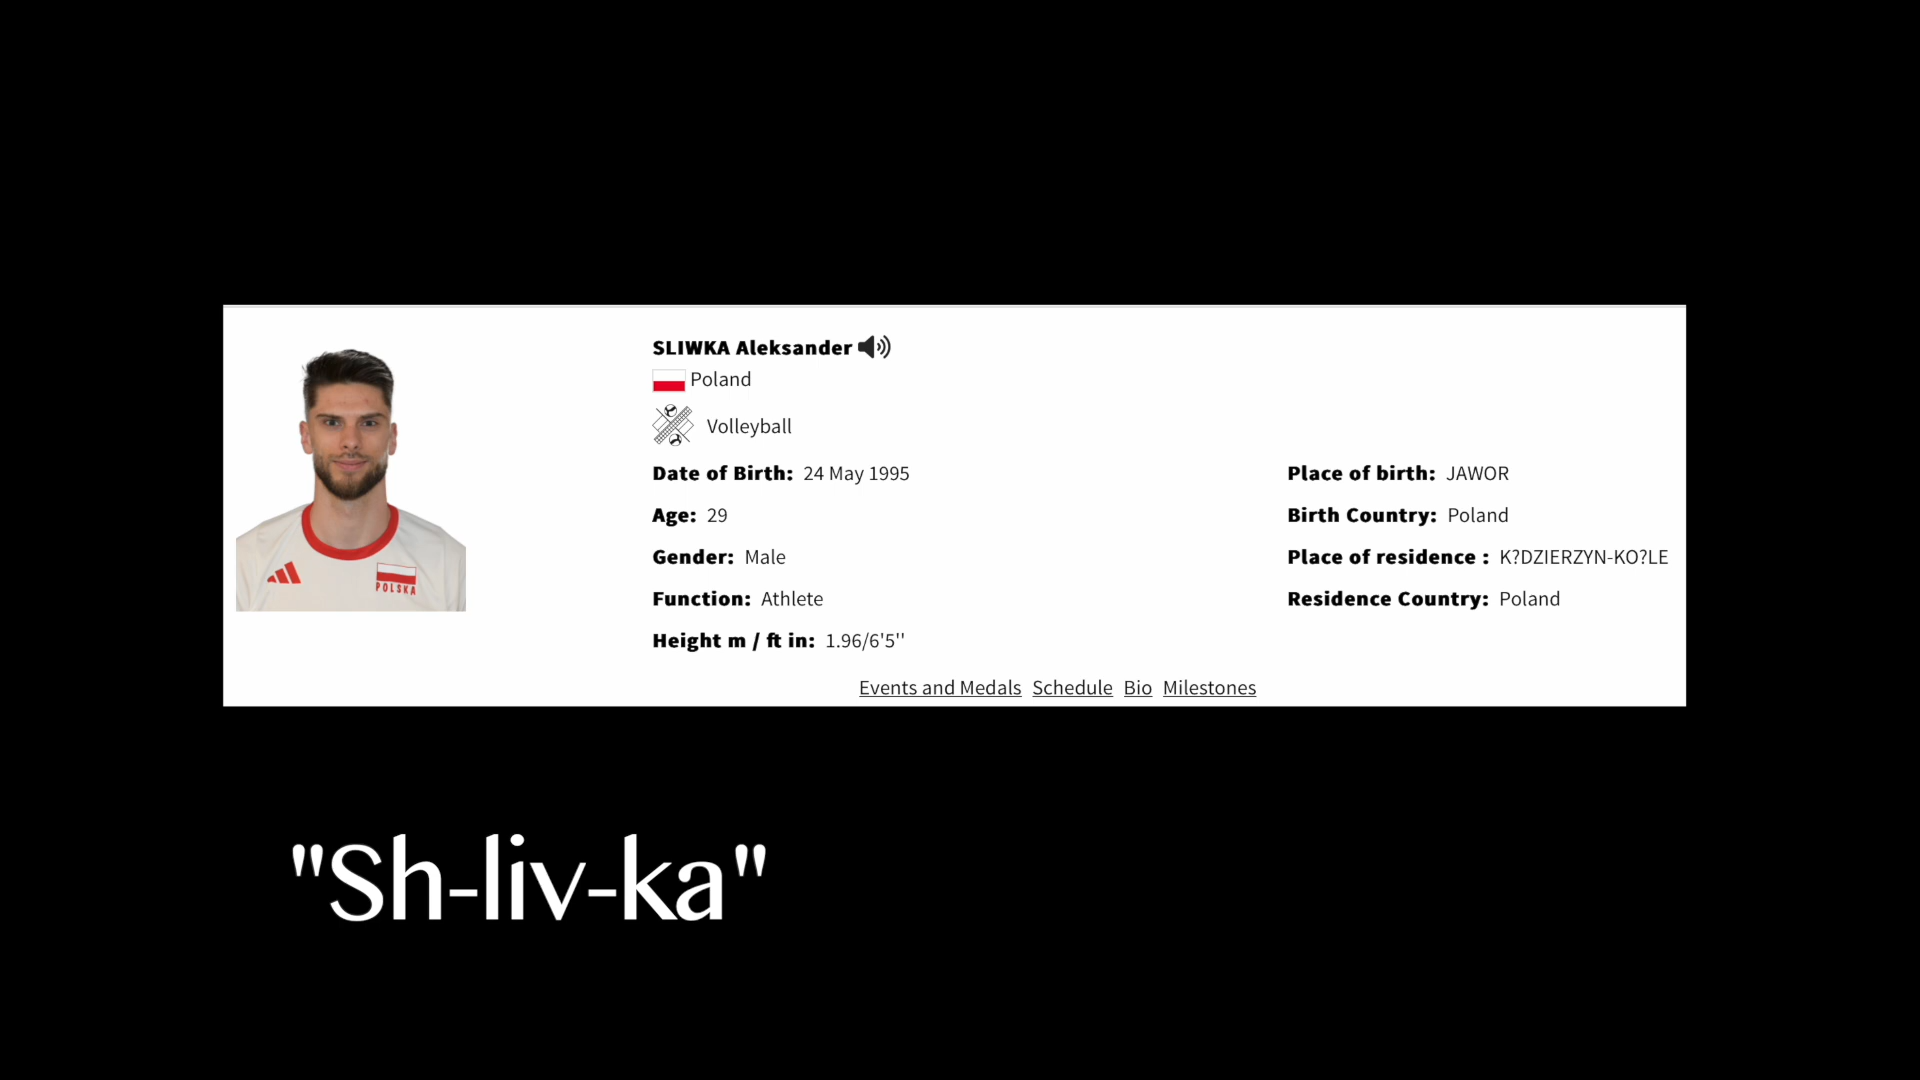 SLIWKA Aleksander
Poland
Volleyball
Date of Birth: 24 May 1995
Place of birth: JAWOR
Age: 29
Birth Country: Poland
Gender: Male
Place of residence : K?DZIERZYN-KO?LE
Function: Athlete
Residence Country: Poland
Height m / ft in: 1.96/6'5''
POLSKA
Events and Medals Schedule Bio Milestones
"Sh-liv-ka"